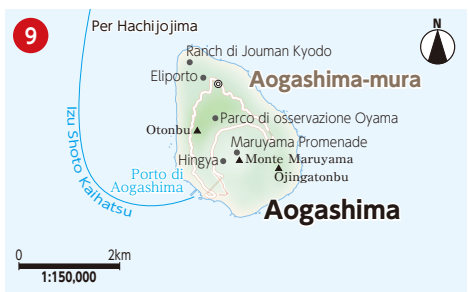 9
Per Hachijojima
N
Ranch di Jouman Kyodo
Eliporto
Aogashima-mura
Parco di osservazione Oyama
Otonbu
Maruyama Promenade
Hingya
Monte Maruyama
Ojingatonbu
Porto di
Aogashima
Izu Shoto Kaihatsu
Aogashima
0
2km
1:150,000